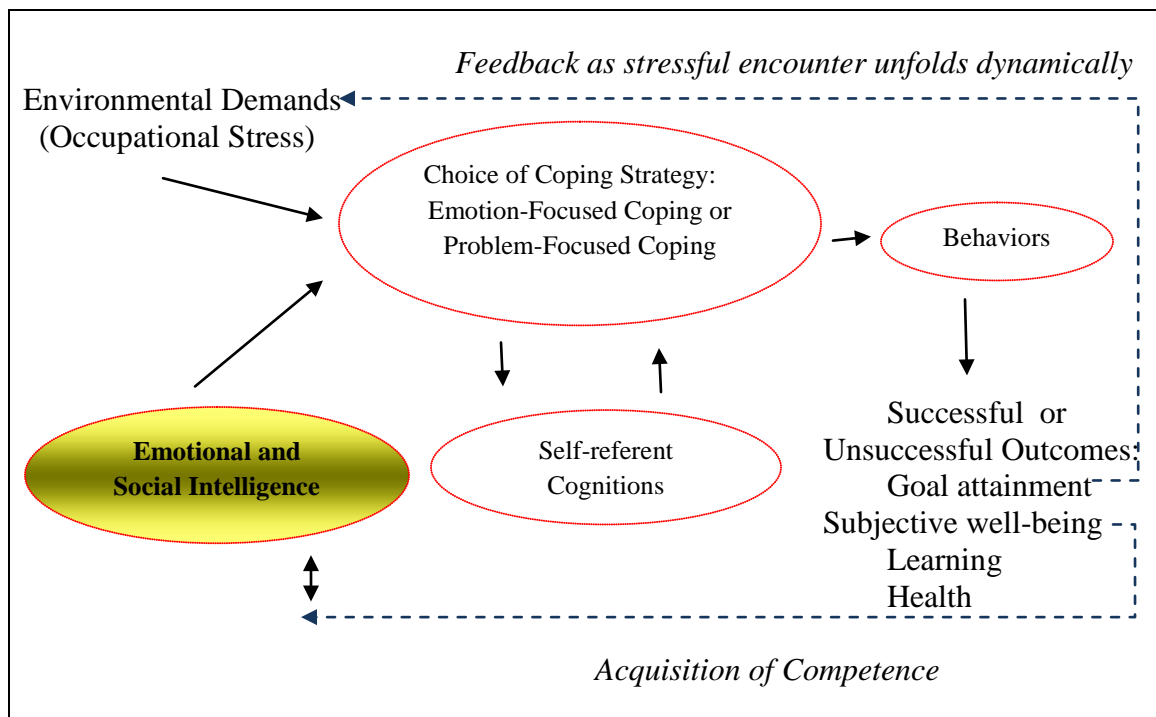 Feedback as stressful encounter unfolds dynamically
Environmental Demands
(Occupational Stress)
Choice of Coping Strategy:
Emotion-Focused Coping or
Problem-Focused Coping
Behaviors
Emotional and
Social Intelligence
Self-referent
Cognitions
Successful or
Unsuccessful Outcomes:
Goal attainment
Subjective well-being
Learning
Health
Acquisition of Competence